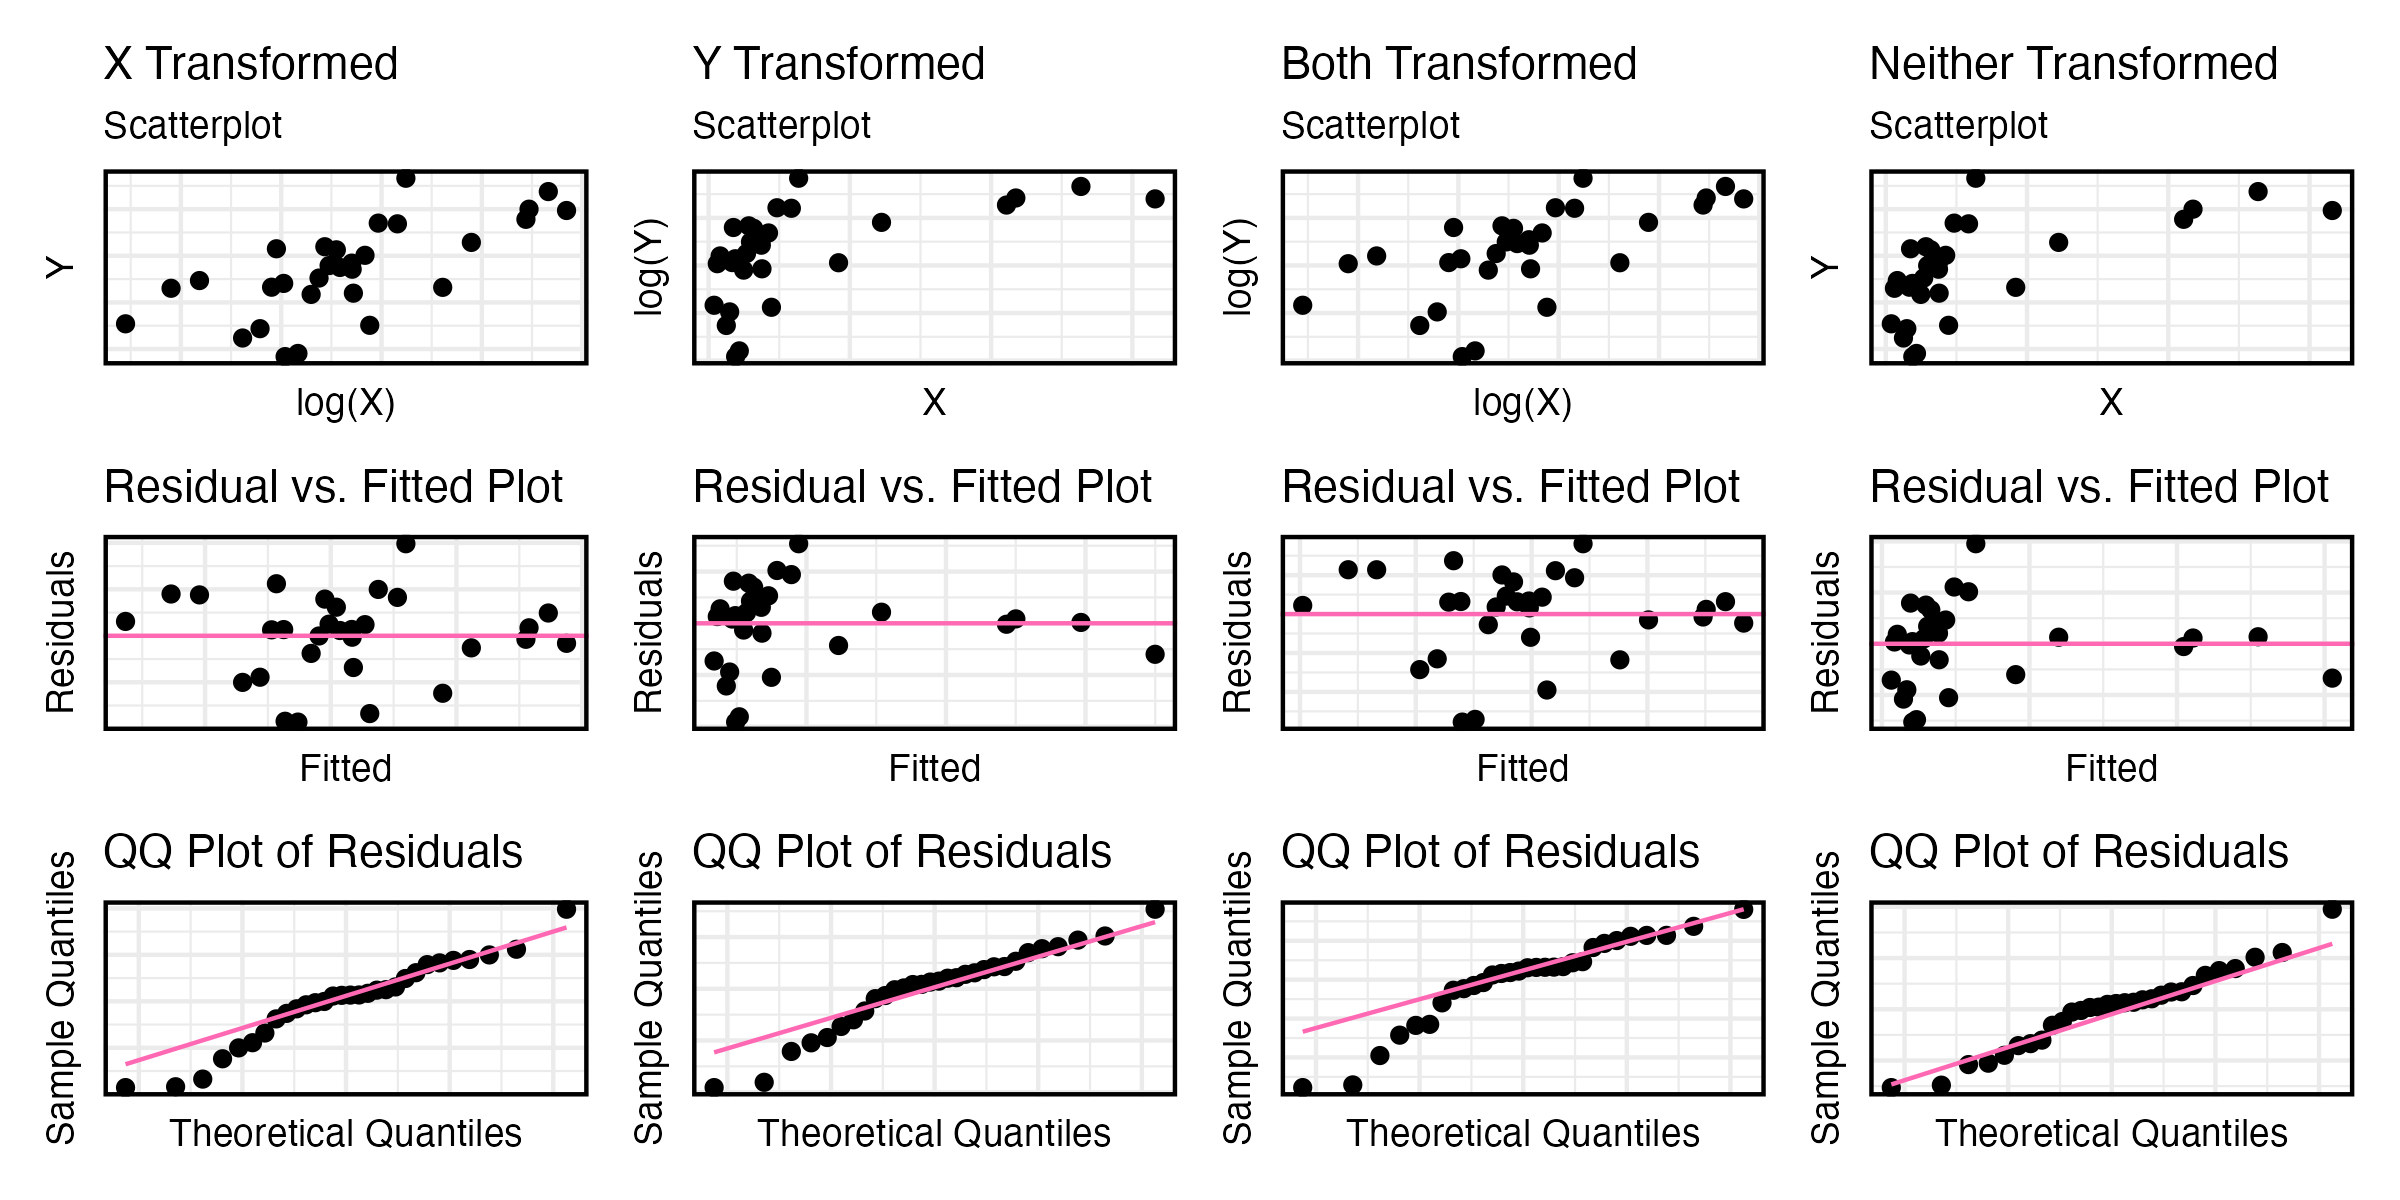 X Transformed
Scatterplot
Y
log(X)
Residual vs. Fitted Plot
Residuals
Fitted
QQ Plot of Residuals
Sample Quantiles
Theoretical Quantiles
Y Transformed
Scatterplot
log(Y)
X
Residual vs. Fitted Plot
Residuals
Fitted
QQ Plot of Residuals
Sample Quantiles
Theoretical Quantiles
Both Transformed
Scatterplot
log(Y)
log(X)
Residual vs. Fitted Plot
Residuals
Fitted
QQ Plot of Residuals
Sample Quantiles
Theoretical Quantiles
Neither Transformed
Scatterplot
Y
X
Residual vs. Fitted Plot
Residuals
Fitted
QQ Plot of Residuals
Sample Quantiles
Theoretical Quantiles